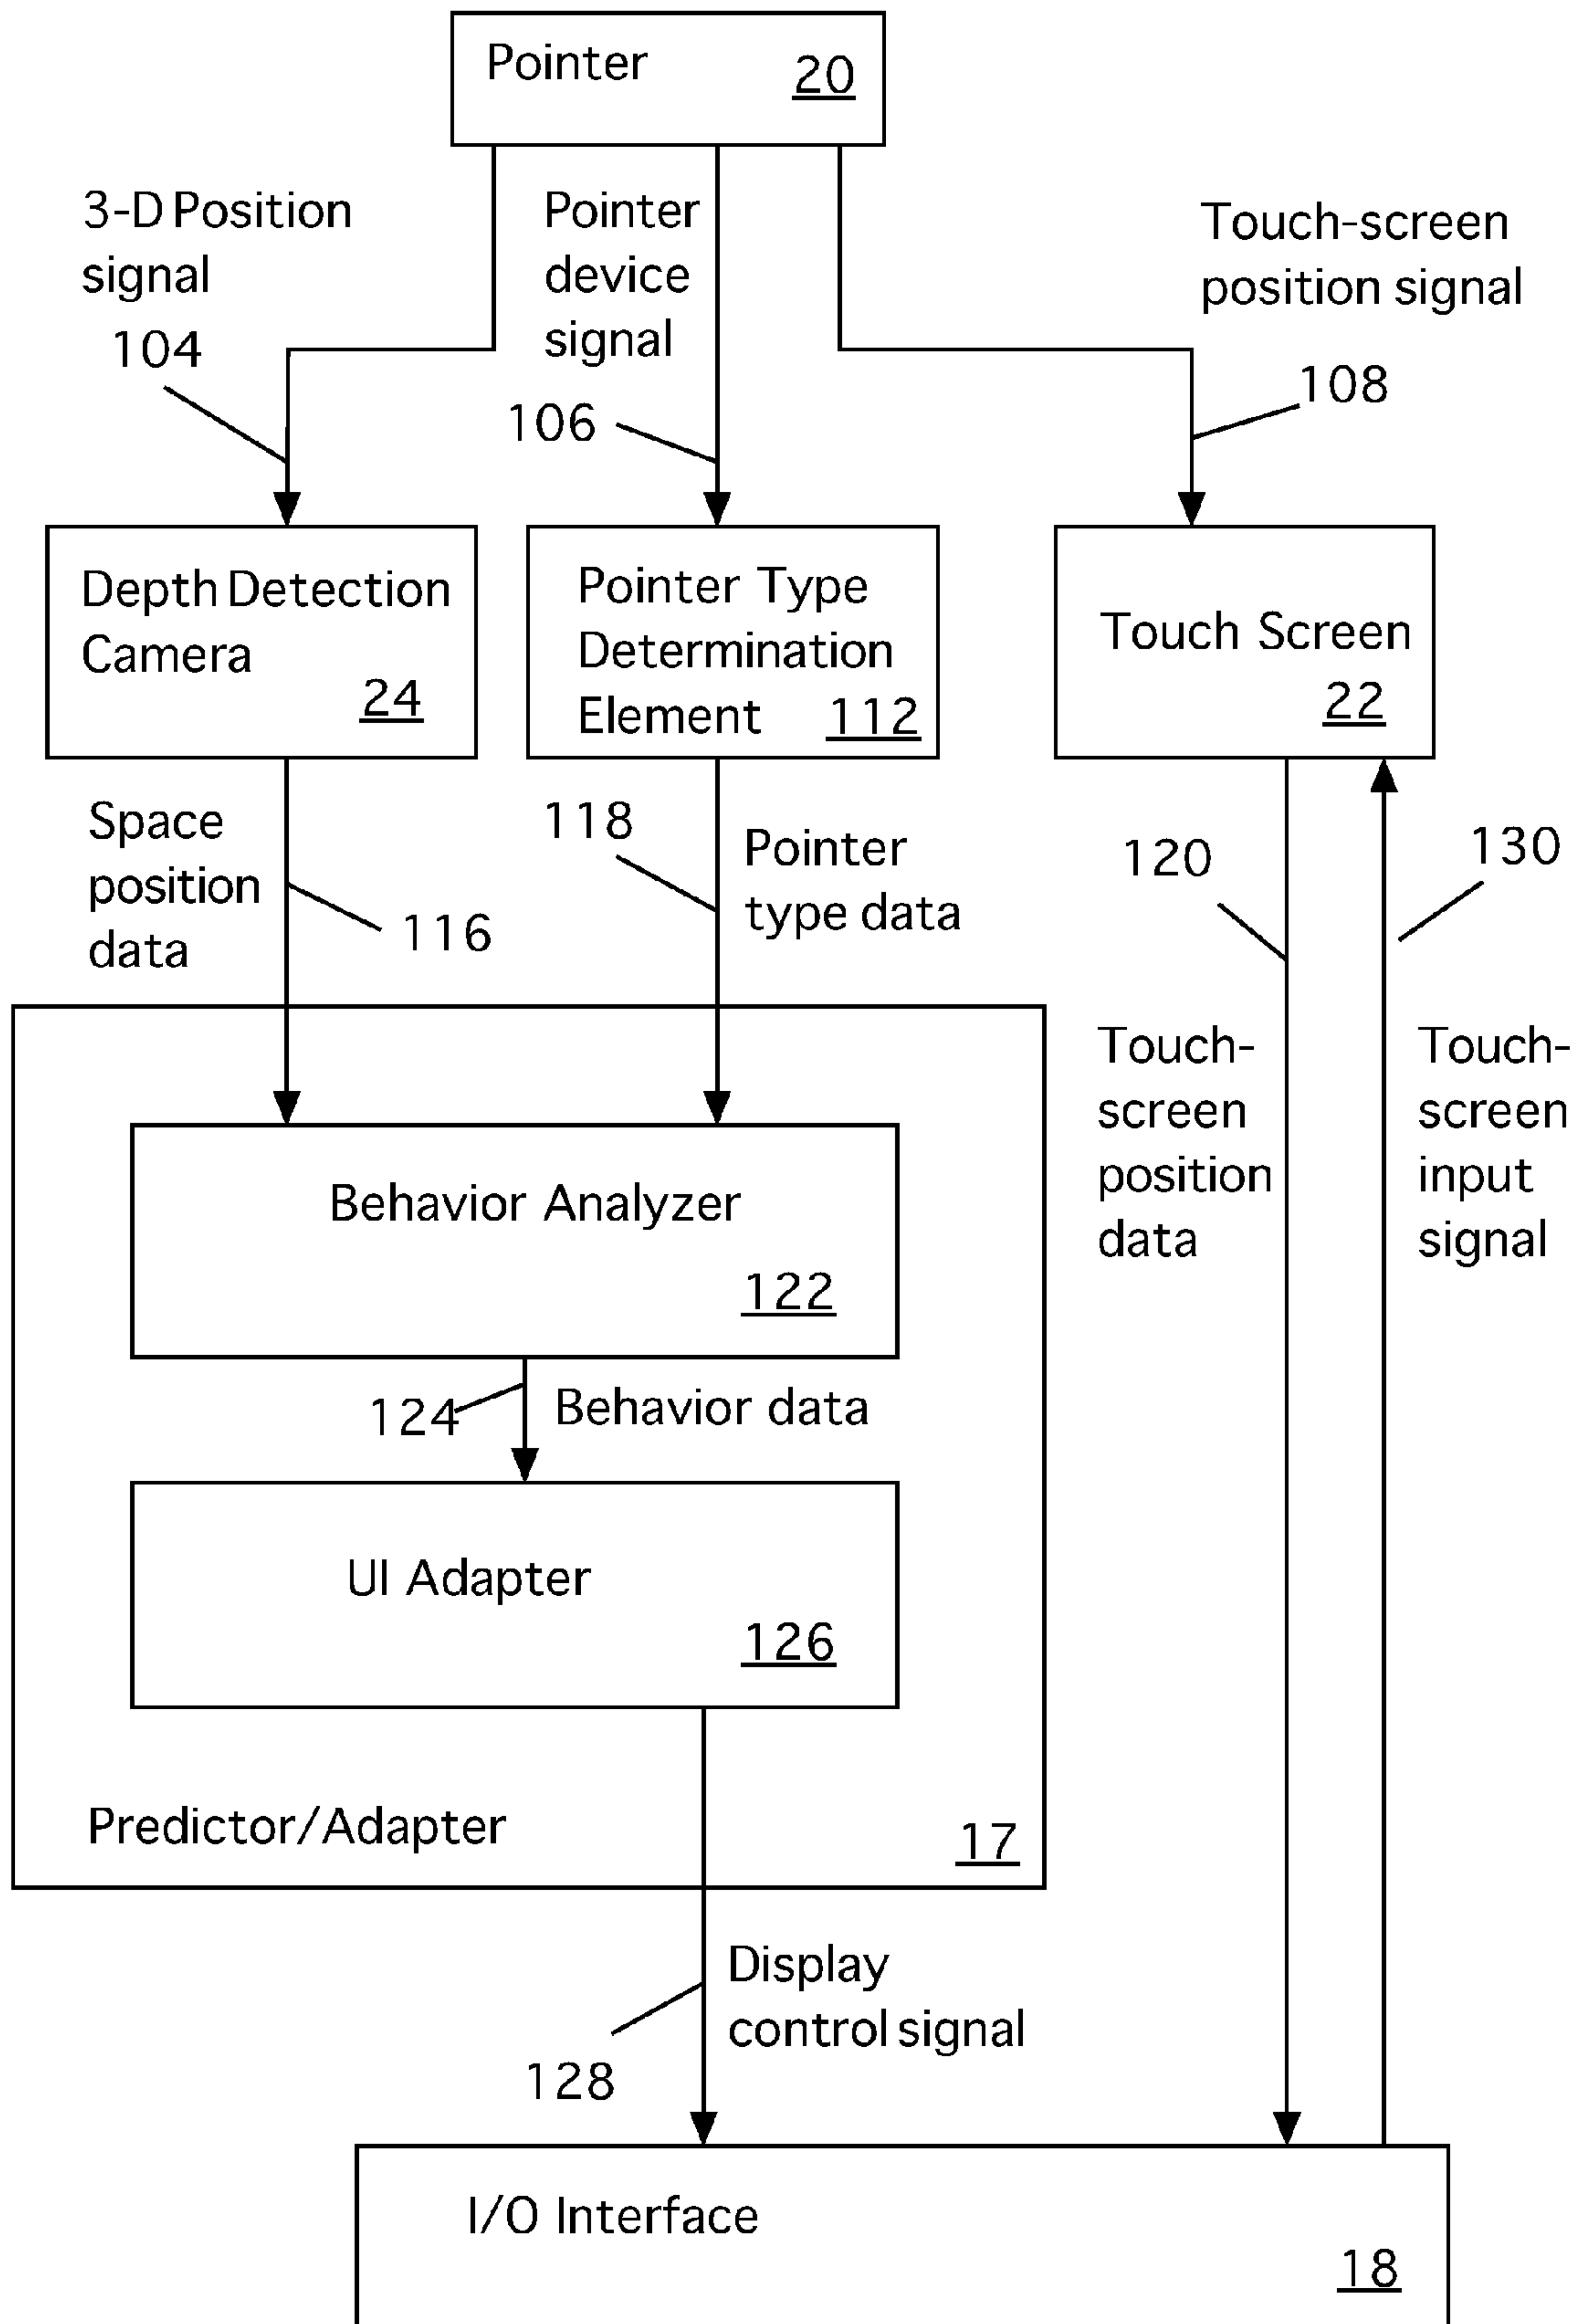 Pointer
20
3-D Position
signal
104
Pointer
device
signal
106
Touch-screen
position signal
108
Depth Detection
Camera
24
Pointer Type
Determination
Element 112
Touch Screen
22
Space
position
data
116
118
Pointer
type data
120
130
Touch-
screen
position
data
Touch-
screen
input
signal
Behavior Analyzer
122
124
Behavior data
UI Adapter
126
Predictor/Adapter
17
Display
control signal
128
I/O Interface
18